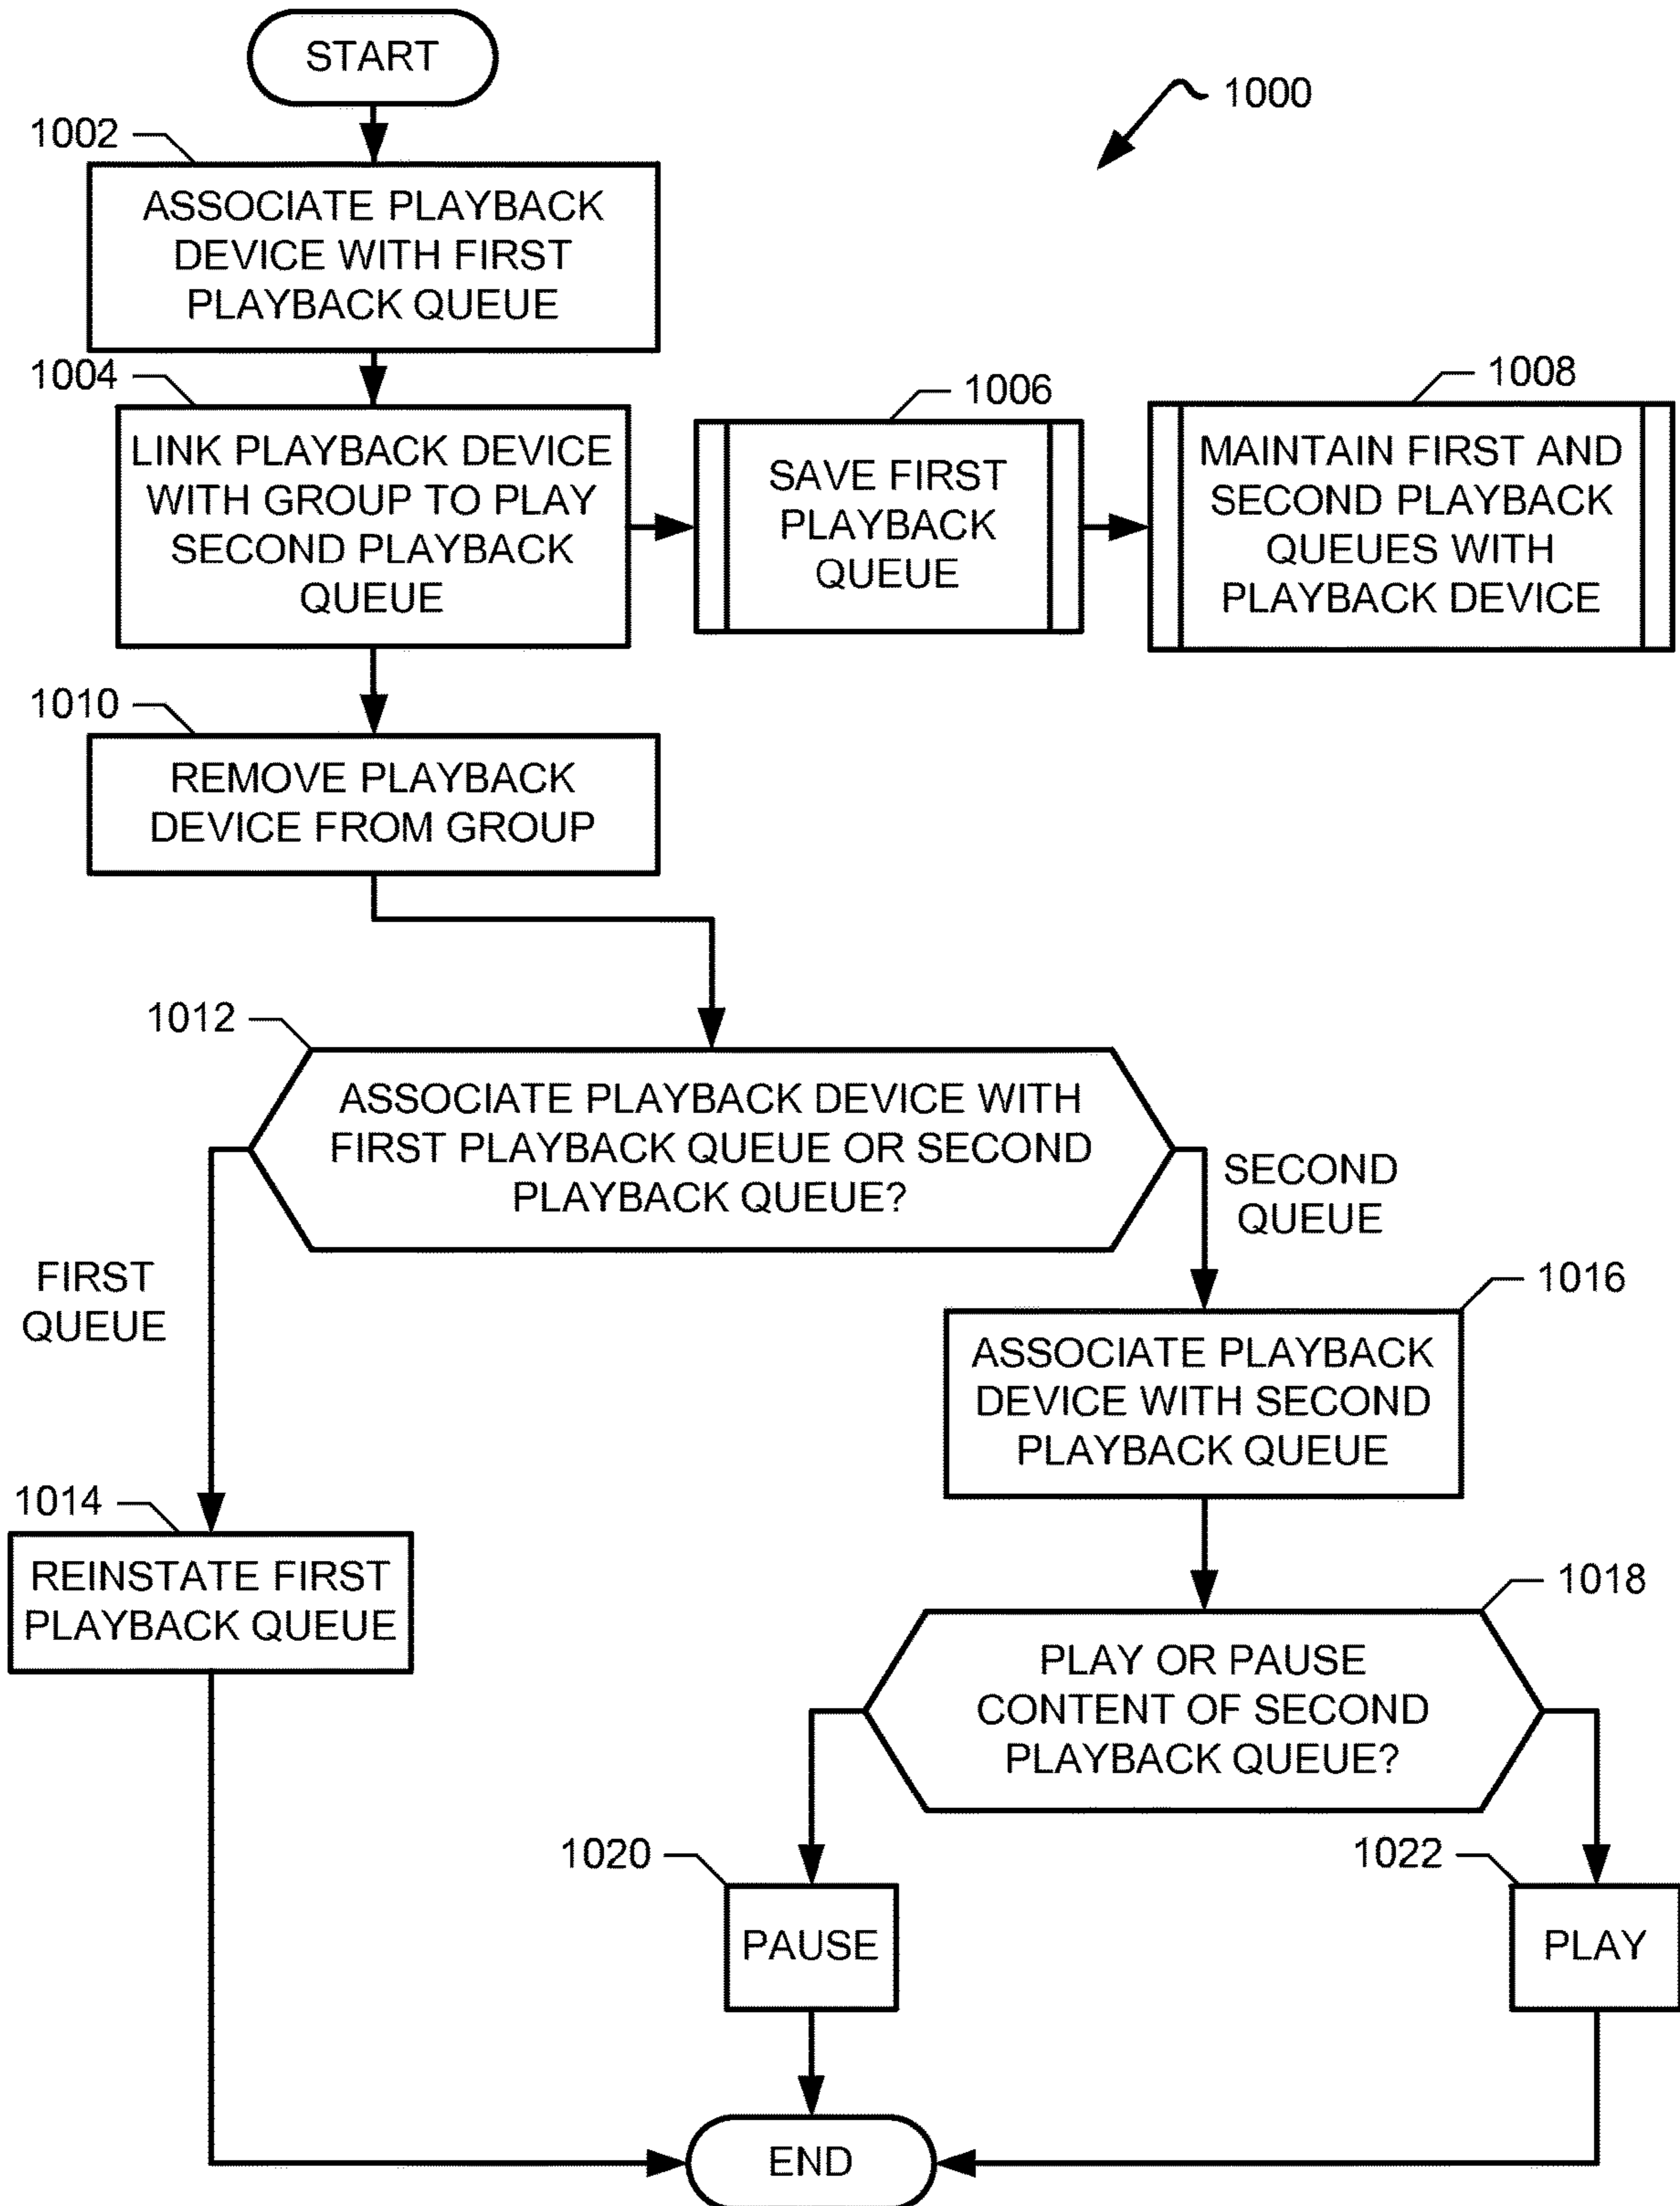 START
1000
1002
ASSOCIATE PLAYBACK
DEVICE WITH FIRST
PLAYBACK QUEUE
1004
LINK PLAYBACK DEVICE
WITH GROUP TO PLAY
SECOND PLAYBACK
QUEUE
1006
SAVE FIRST
PLAYBACK
QUEUE
1008
MAINTAIN FIRST AND
SECOND PLAYBACK
QUEUES WITH
PLAYBACK DEVICE
1010
REMOVE PLAYBACK
DEVICE FROM GROUP
1012
ASSOCIATE PLAYBACK DEVICE WITH
FIRST PLAYBACK QUEUE OR SECOND
PLAYBACK QUEUE?
FIRST
QUEUE
SECOND
QUEUE
1014
REINSTATE FIRST
PLAYBACK QUEUE
1016
ASSOCIATE PLAYBACK
DEVICE WITH SECOND
PLAYBACK QUEUE
1018
PLAY OR PAUSE
CONTENT OF SECOND
PLAYBACK QUEUE?
1020
PAUSE
1022
PLAY
END